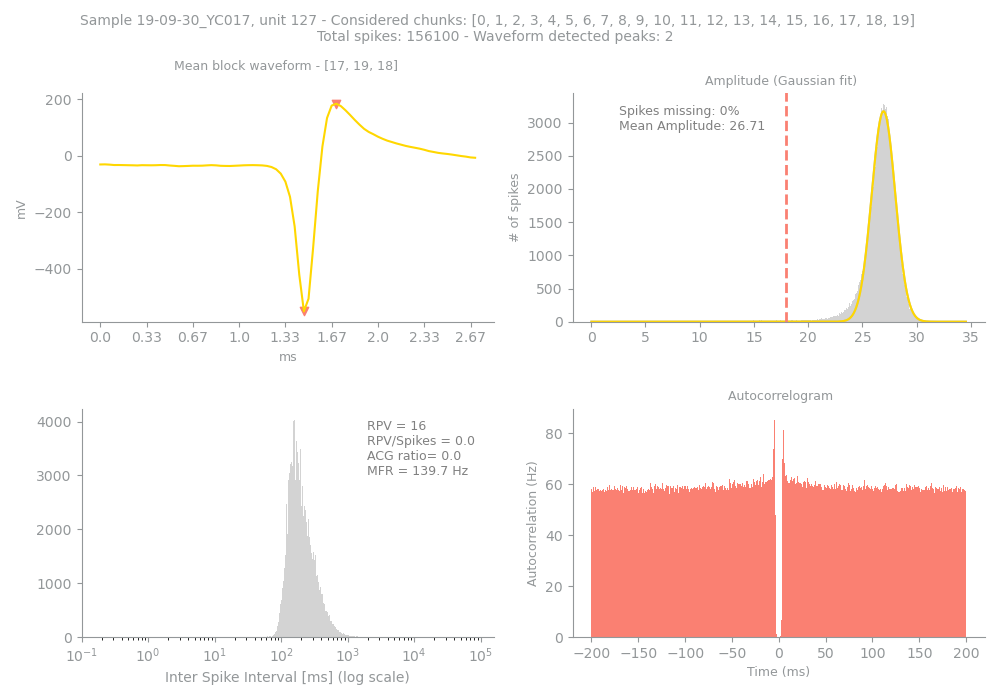 Sample 19-09-30_YC017, unit 127 - Considered chunks: [0, 1, 2, 3, 4, 5, 6, 7, 8, 9, 10, 11, 12, 13, 14, 15, 16, 17, 18, 19]
Total spikes: 156100 - Waveform detected peaks: 2
Mean block waveform - [17, 19, 18]
200
0
−200
−400
mV
0.0 0.33 0.67 1.0 1.33 1.67 2.0 2.33 2.67
ms
Amplitude (Gaussian fit)
Spikes missing: 0%
Mean Amplitude: 26.71
3000
2500
2000
1500
1000
500
0
# of spikes
0 5 10 15 20 25 30 35
4000
3000
2000
1000
0
RPV = 16
RPV/Spikes = 0.0
ACG ratio= 0.0
MFR = 139.7 Hz
10⁻¹ 10⁰ 10¹ 10² 10³ 10⁴ 10⁵
Inter Spike Interval [ms] (log scale)
Autocorrelogram
80
60
40
20
0
Autocorrelation (Hz)
−200 −150 −100 −50 0 50 100 150 200
Time (ms)